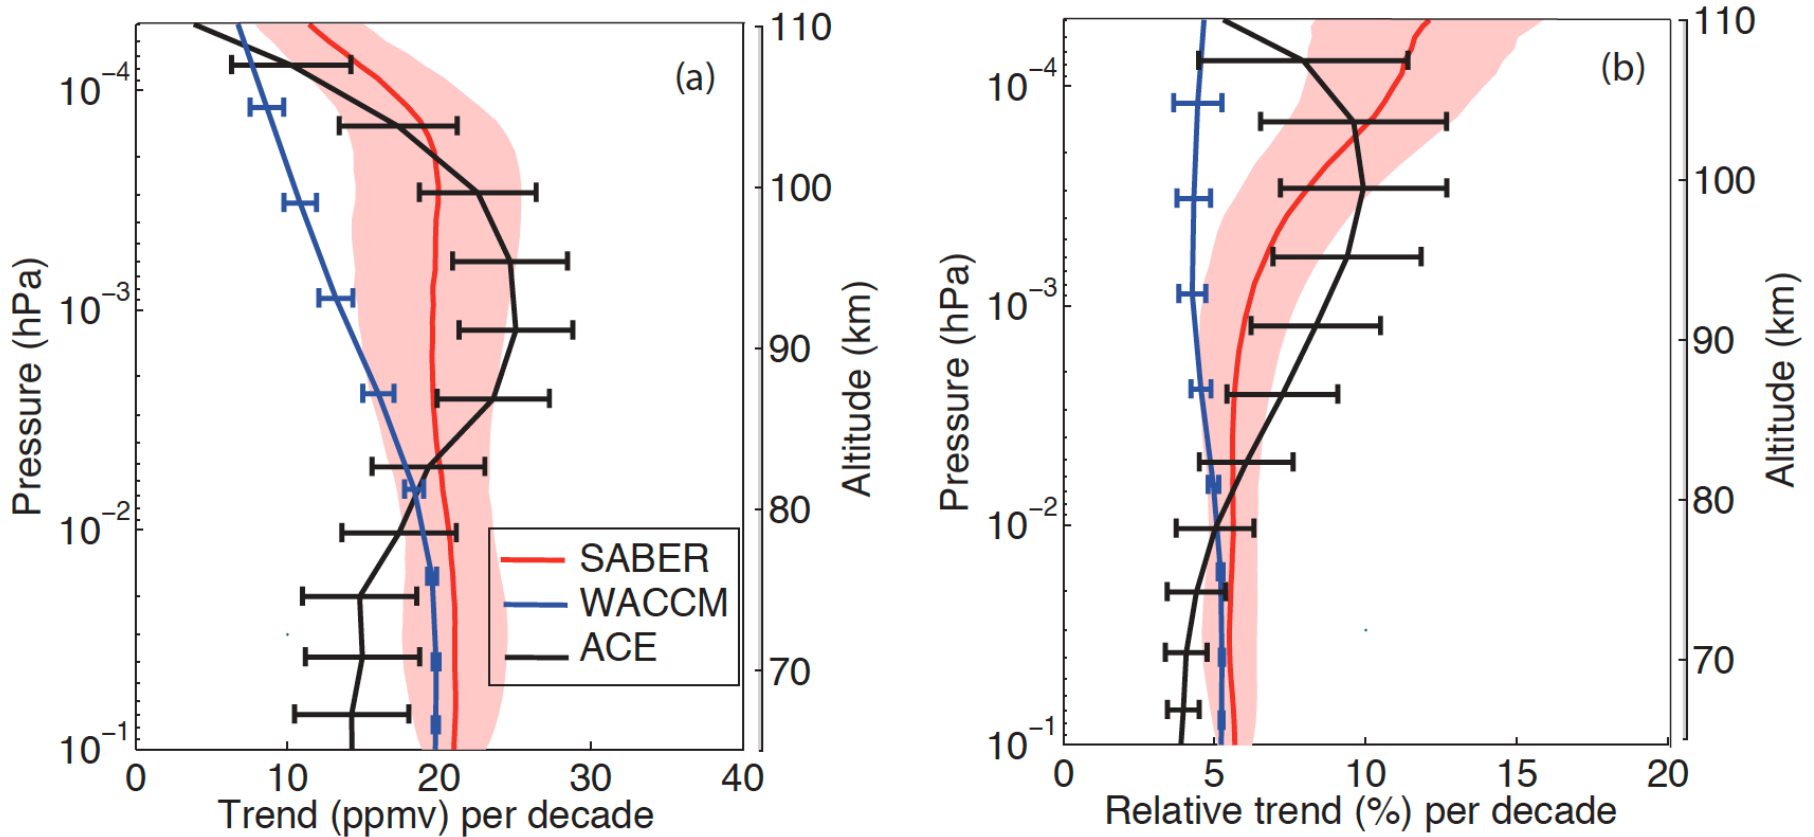 (a)
10⁻⁴
10⁻³
10⁻²
10⁻¹
Pressure (hPa)
0 10 20 30 40
Trend (ppmv) per decade
110
100
90
80
70
Altitude (km)
SABER
WACCM
ACE
(b)
10⁻⁴
10⁻³
10⁻²
10⁻¹
Pressure (hPa)
0 5 10 15 20
Relative trend (%) per decade
110
100
90
80
70
Altitude (km)